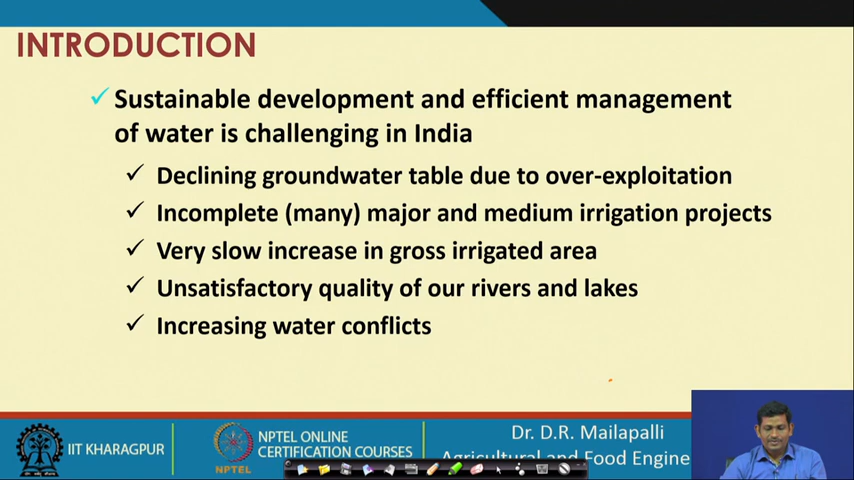 INTRODUCTION
✓ Sustainable development and efficient management
of water is challenging in India
✓ Declining groundwater table due to over-exploitation
✓ Incomplete (many) major and medium irrigation projects
✓ Very slow increase in gross irrigated area
✓ Unsatisfactory quality of our rivers and lakes
✓ Increasing water conflicts
IIT KHARAGPUR
NPTEL
NPTEL ONLINE
CERTIFICATION COURSES
Dr. D.R. Mailapalli
Agricultural and Food Engine